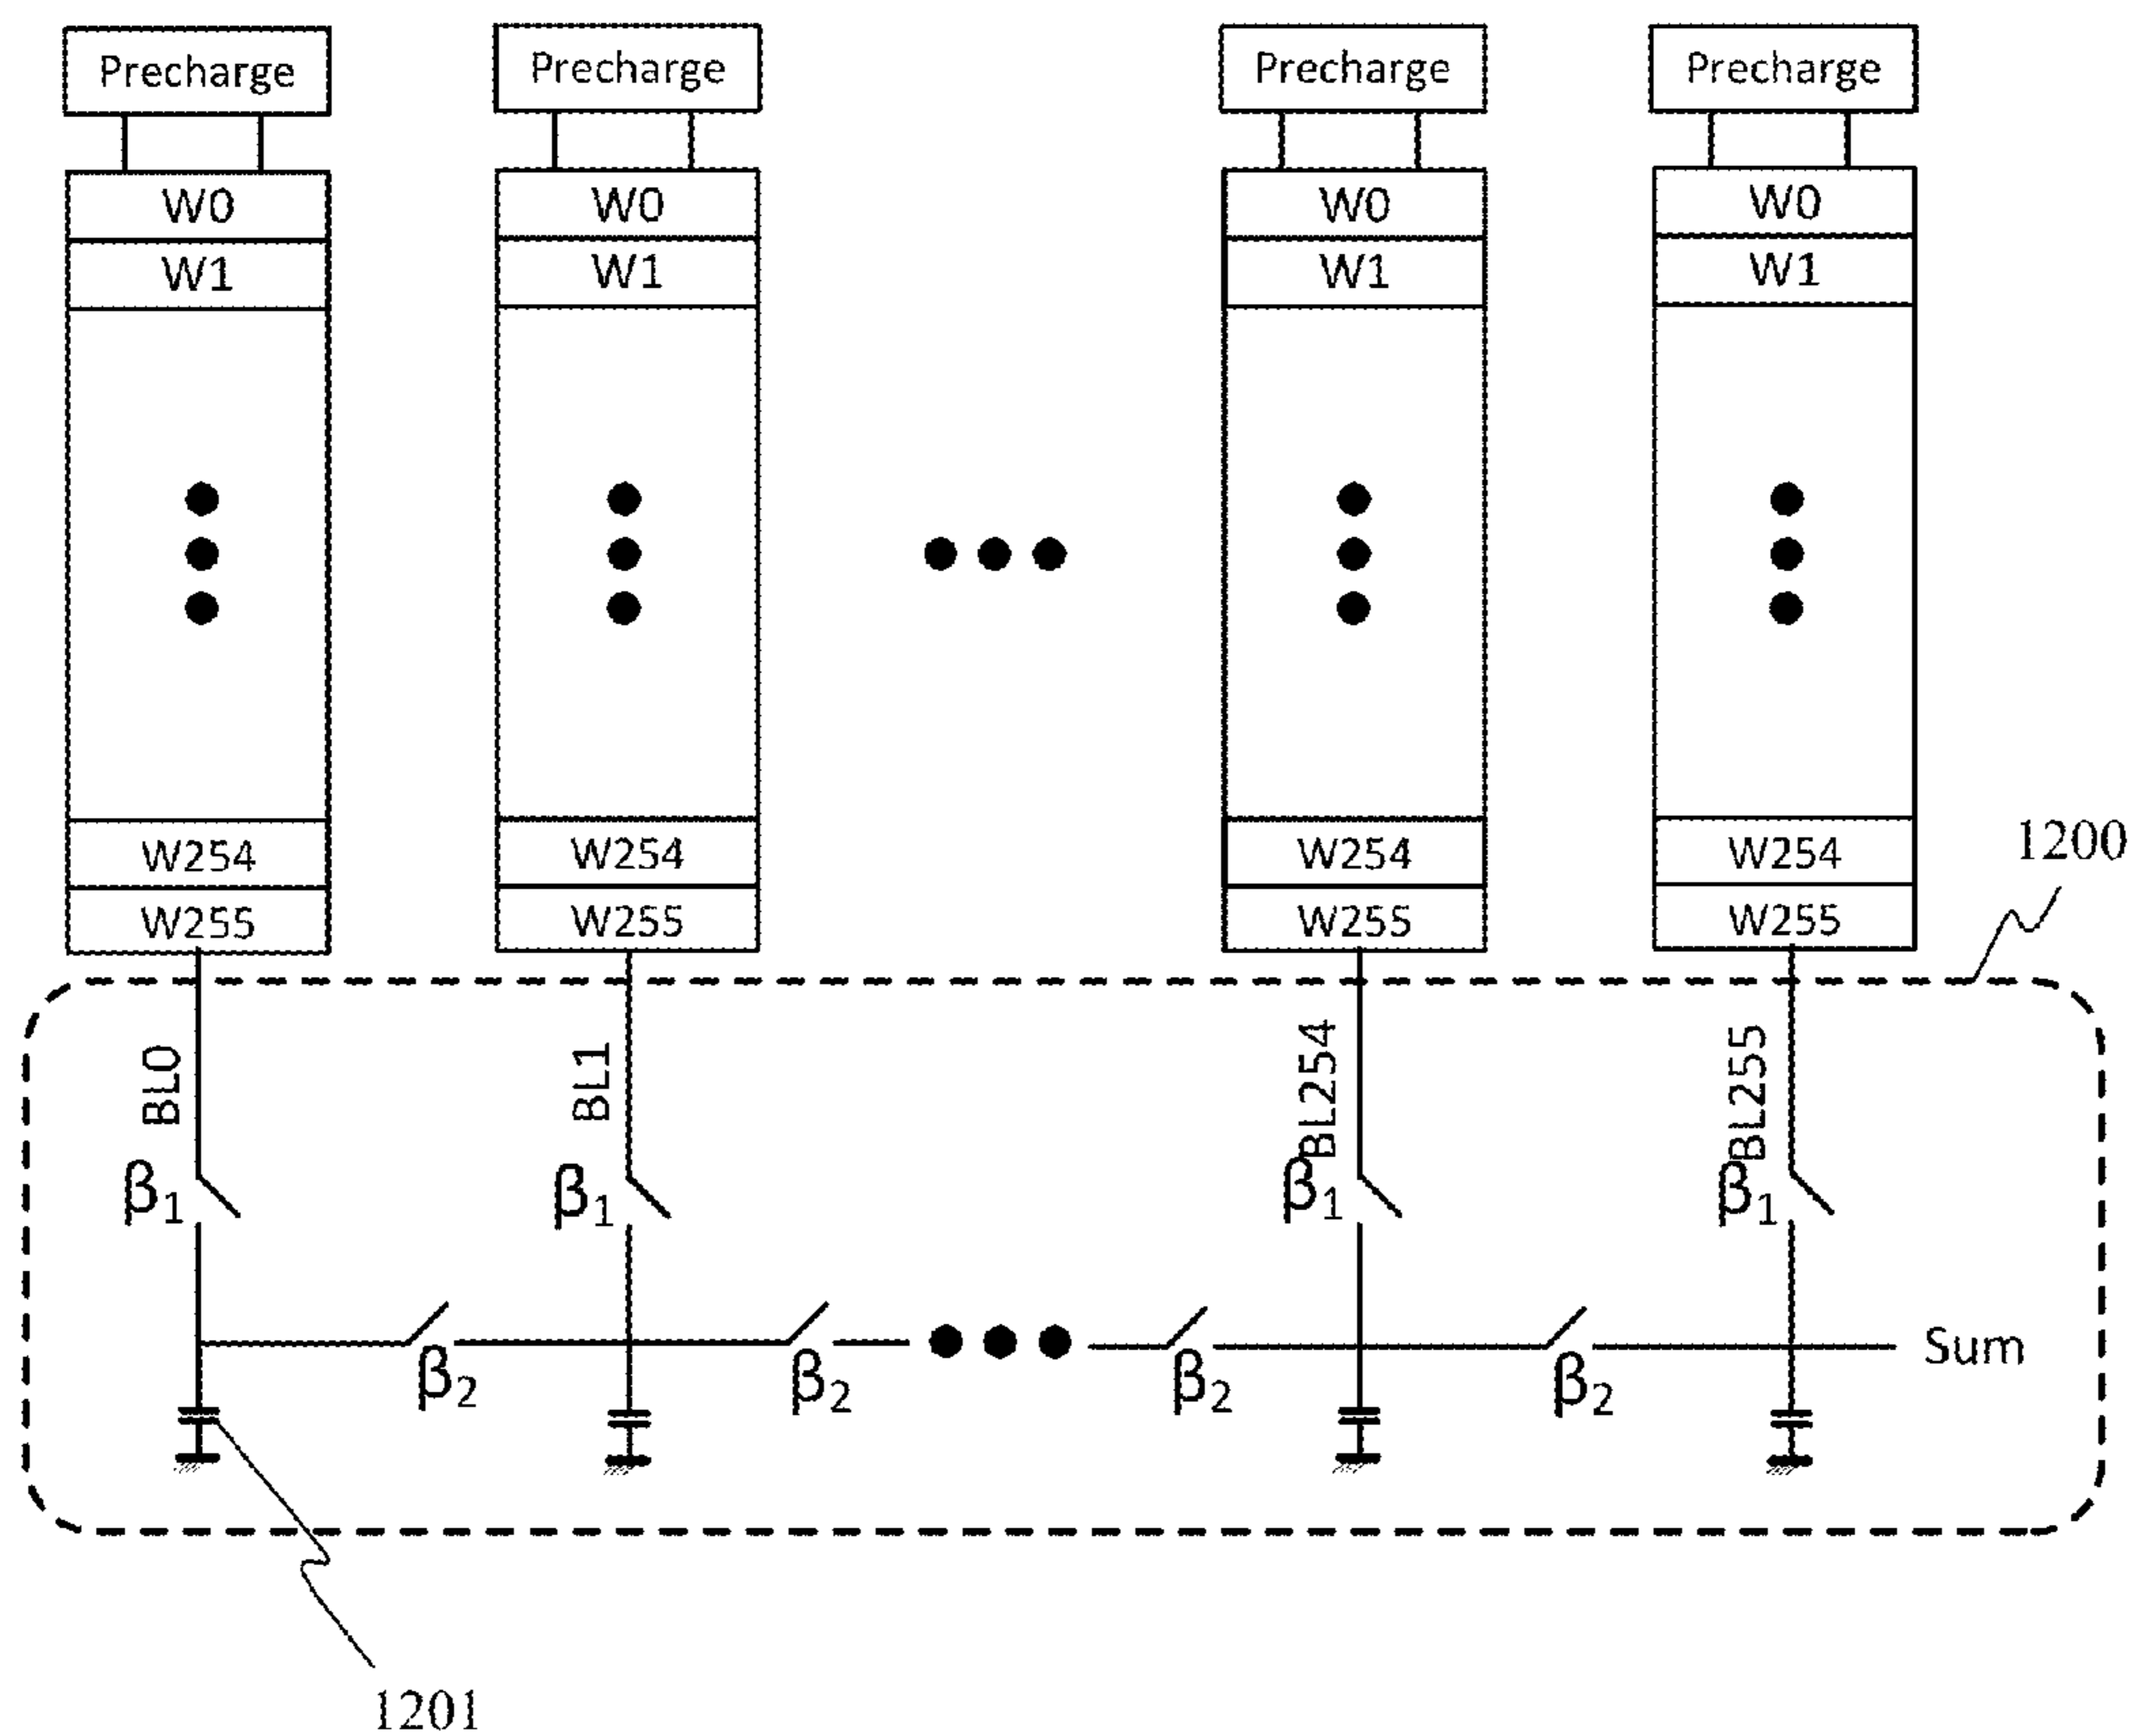 Precharge Precharge Precharge Precharge
W0 W0 W0 W0
W1 W1 W1 W1
W254 W254 W254 W254
W255 W255 W255 W255
1200
BL0 BL1 BL254 BL255
β1 β1 β1 β1
Sum
β2 β2 β2 β2
1201